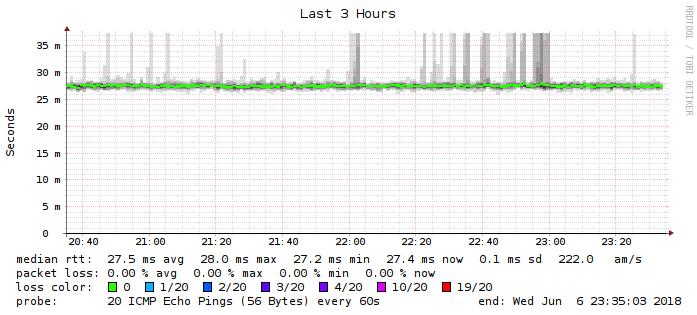 Last 3 Hours
RRDTOOL / TOBI OETIKER
Seconds
35 m
30 m
25 m
20 m
15 m
10 m
5 m
0
20:40 21:00 21:20 21:40 22:00 22:20 22:40 23:00 23:20
median rtt: 27.5 ms avg 28.0 ms max 27.2 ms min 27.4 ms now 0.1 ms sd 222.0 am/s
packet loss: 0.00 % avg 0.00 % max 0.00 % min 0.00 % now
loss color: 0 1/20 2/20 3/20 4/20 10/20 19/20
probe: 20 ICMP Echo Pings (56 Bytes) every 60s end: Wed Jun 6 23:35:03 2018